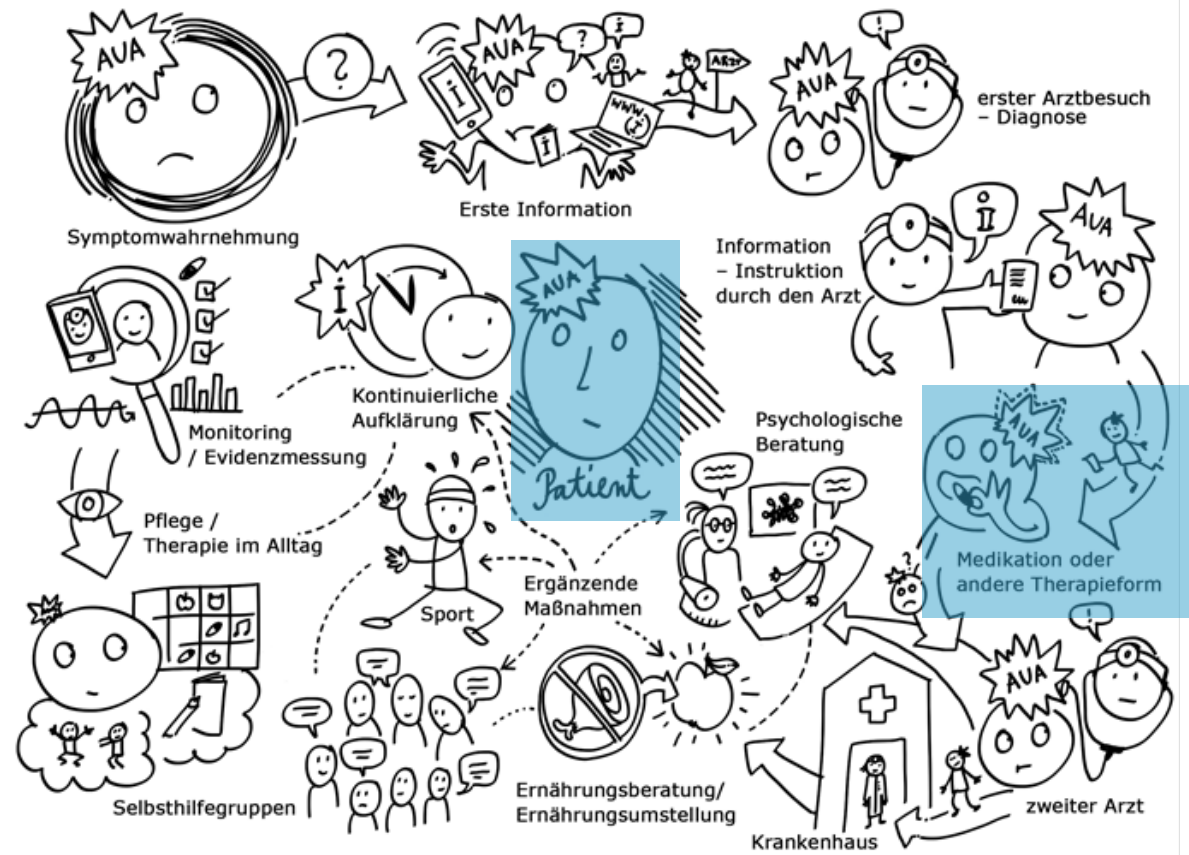 AUA
?
AUA
?
i
i
www.
i
ARZT
Erste Information
!
AUA
erster Arztbesuch
– Diagnose
Symptomwahrnehmung
Information
– Instruktion
durch den Arzt
i
AUA
i
Kontinuierliche
Aufklärung
AUA
Patient
Monitoring
/ Evidenzmessung
Psychologische
Beratung
AUA
Medikation oder
andere Therapieform
Pflege /
Therapie im Alltag
Sport
Ergänzende
Maßnahmen
?
!
AUA
zweiter Arzt
Selbsthilfegruppen
Ernährungsberatung/
Ernährungsumstellung
Krankenhaus